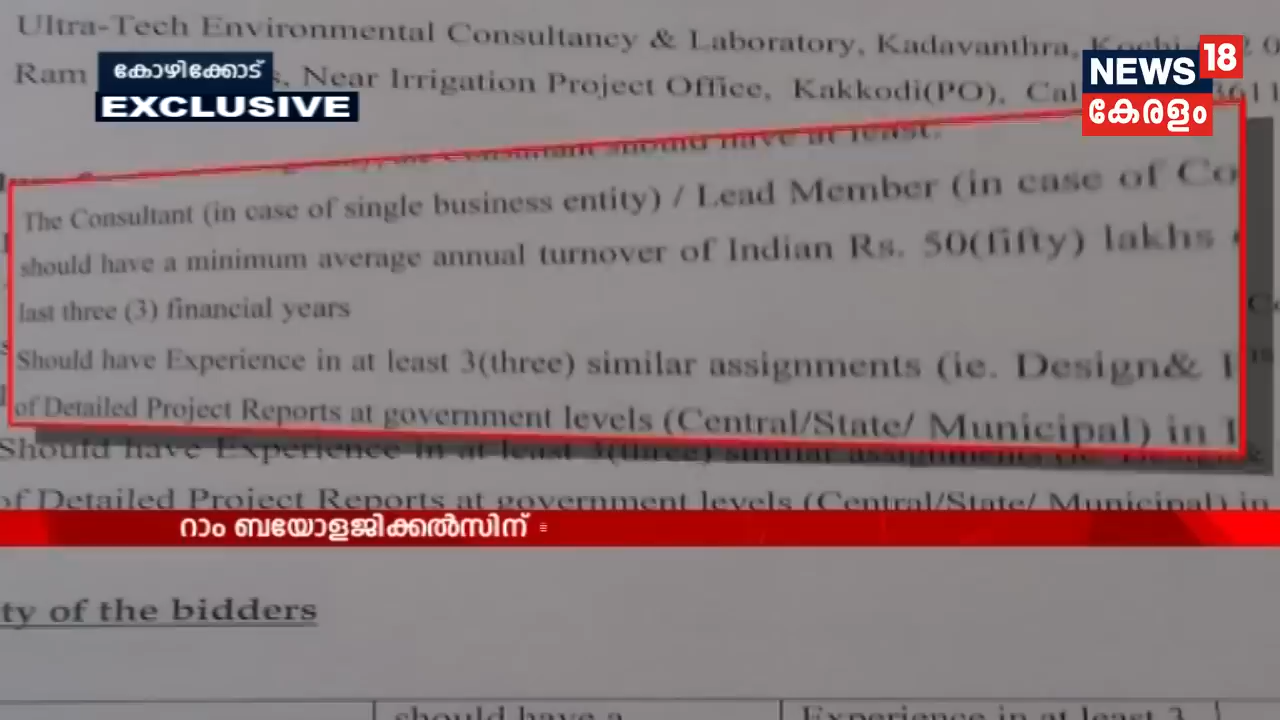 Ultra-Tech Environmental Consultancy & Laboratory, Kadavanthra, Kochi
Ram
Near Irrigation Project Office, Kakkodi(PO),
കോഴിക്കോട്
EXCLUSIVE
NEWS 18
കേരളം
should have at least:
The Consultant (in case of single business entity) / Lead Member (in case of Co
should have a minimum average annual turnover of Indian Rs. 50(fifty) lakhs
last three (3) financial years
Should have Experience in at least 3(three) similar assignments (ie. Design&
of Detailed Project Reports at government levels (Central/State/ Municipal) in
Should have Experience in at least 3(three) similar
of Detailed Project Reports at government levels (Central/State/ Municipal) in
റാം ബയോളജിക്കൽസിന്
ty of the bidders
should have a
Experience in at least 3